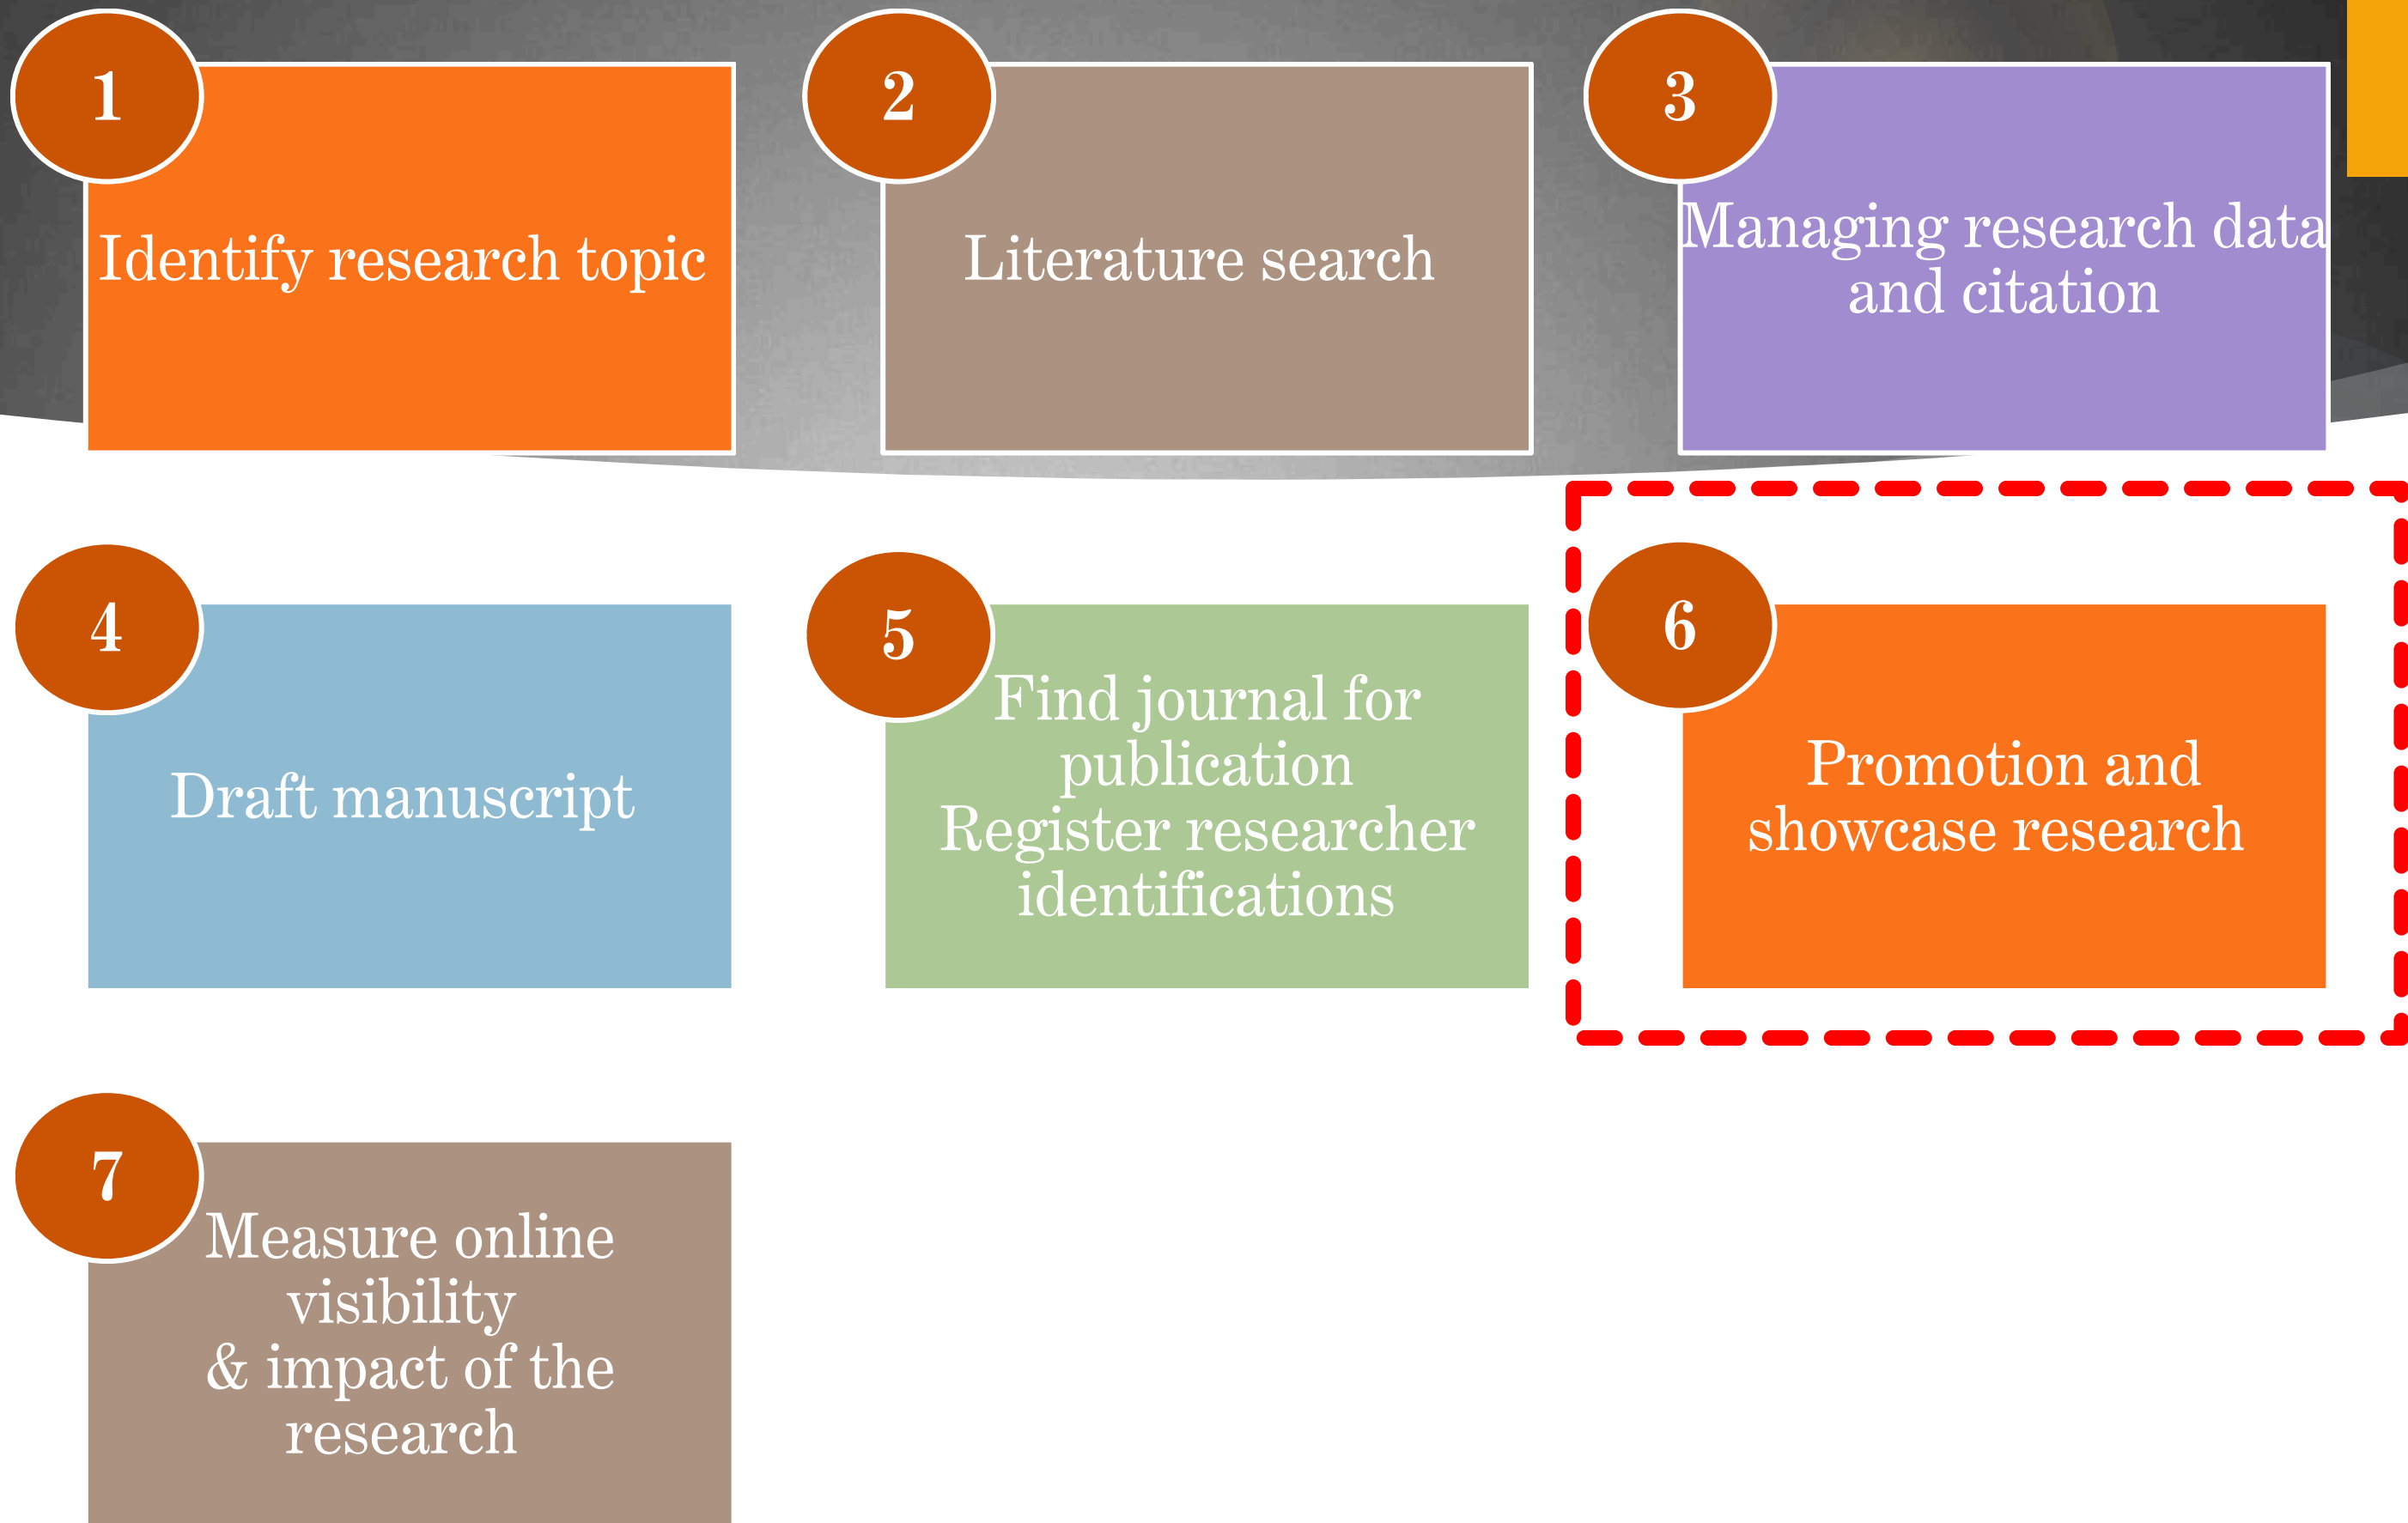 1
Identify research topic
2
Literature search
3
Managing research data
and citation
4
Draft manuscript
5
Find journal for
publication
Register researcher
identifications
6
Promotion and
showcase research
7
Measure online
visibility
& impact of the
research